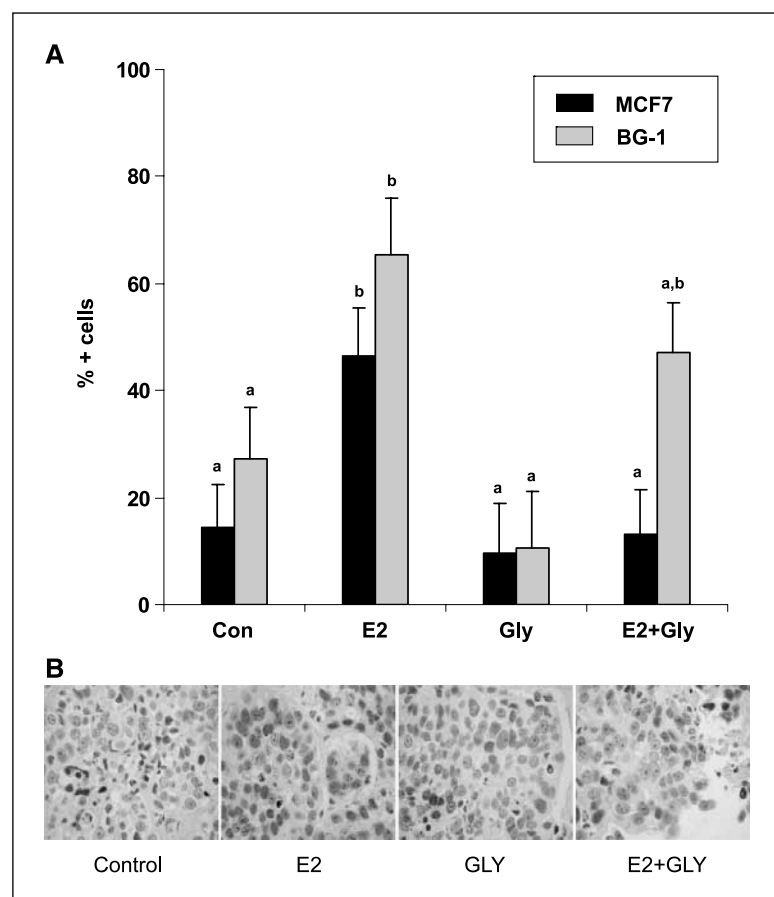 A
100
80
60
40
20
0
% + cells
MCF7
BG-1
a
a
b
b
a
a
a
a,b
Con
E2
Gly
E2+Gly
B
Control
E2
GLY
E2+GLY